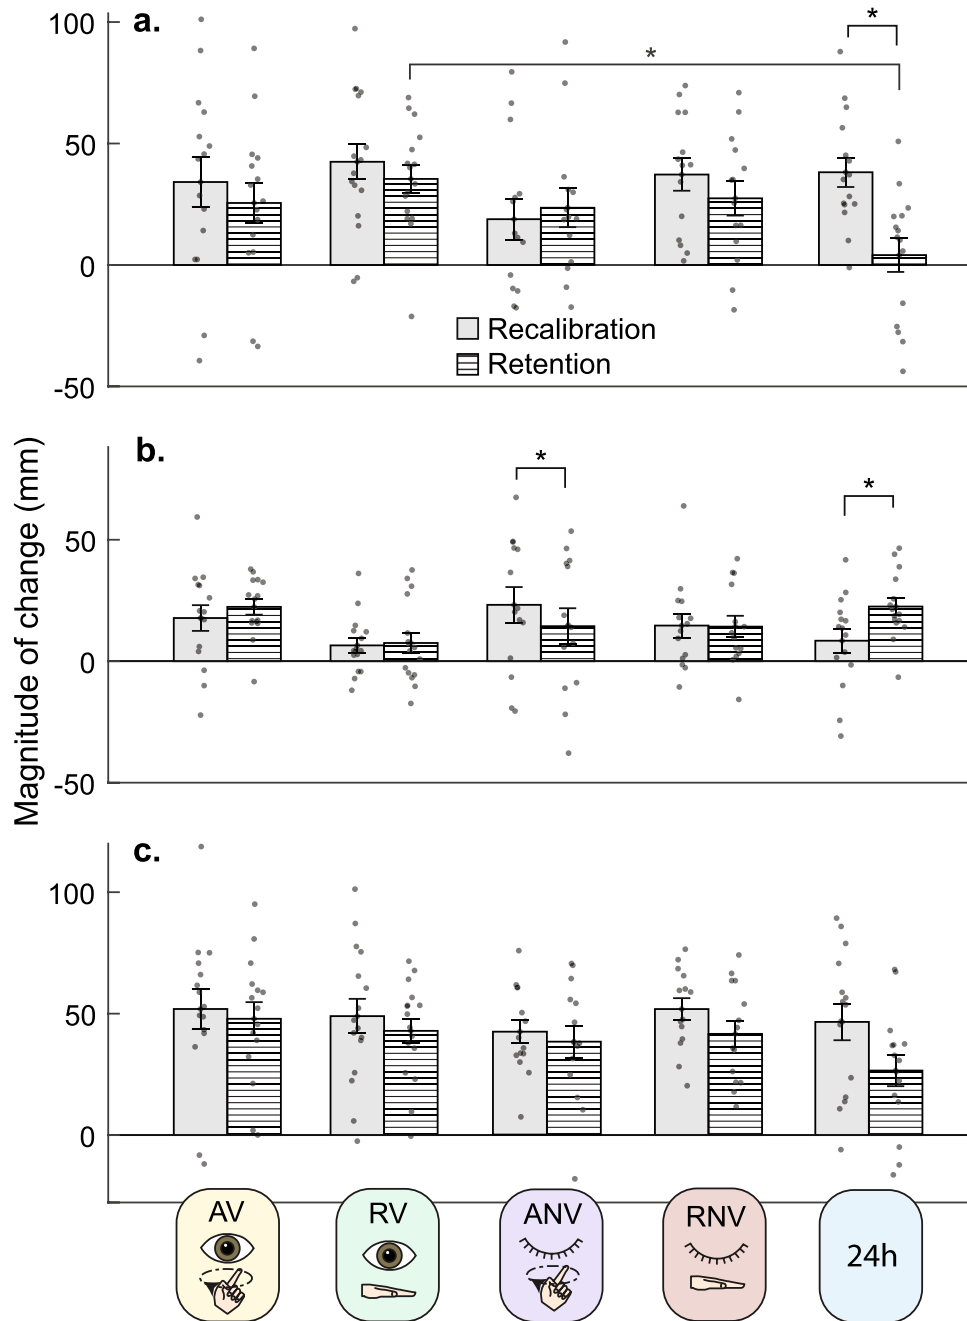 a.
100
50
0
-50
*
*
Recalibration
Retention
Magnitude of change (mm)
b.
50
0
-50
*
*
c.
100
50
0
AV
RV
ANV
RNV
24h